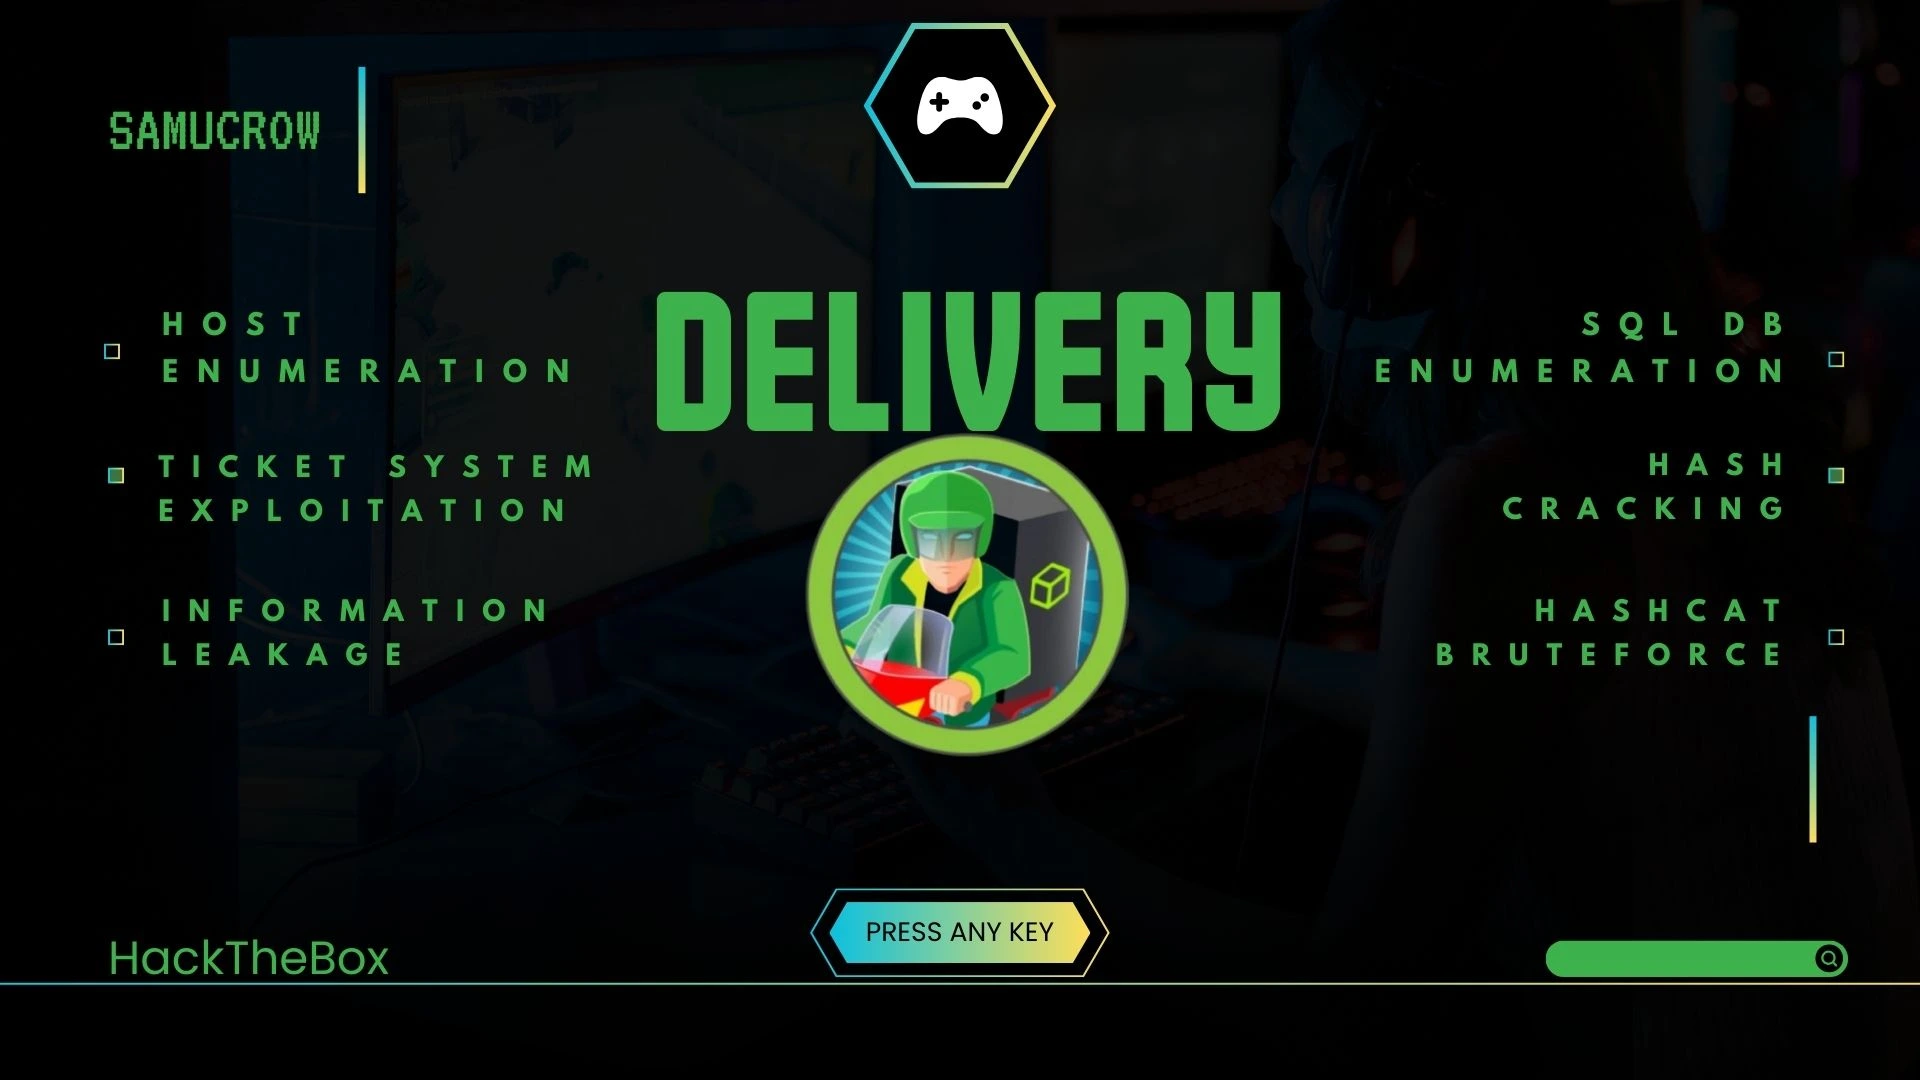 SAMUCROW
DELIVERY
HOST
ENUMERATION
TICKET SYSTEM
EXPLOITATION
INFORMATION
LEAKAGE
SQL DB
ENUMERATION
HASH
CRACKING
HASHCAT
BRUTEFORCE
PRESS ANY KEY
HackTheBox